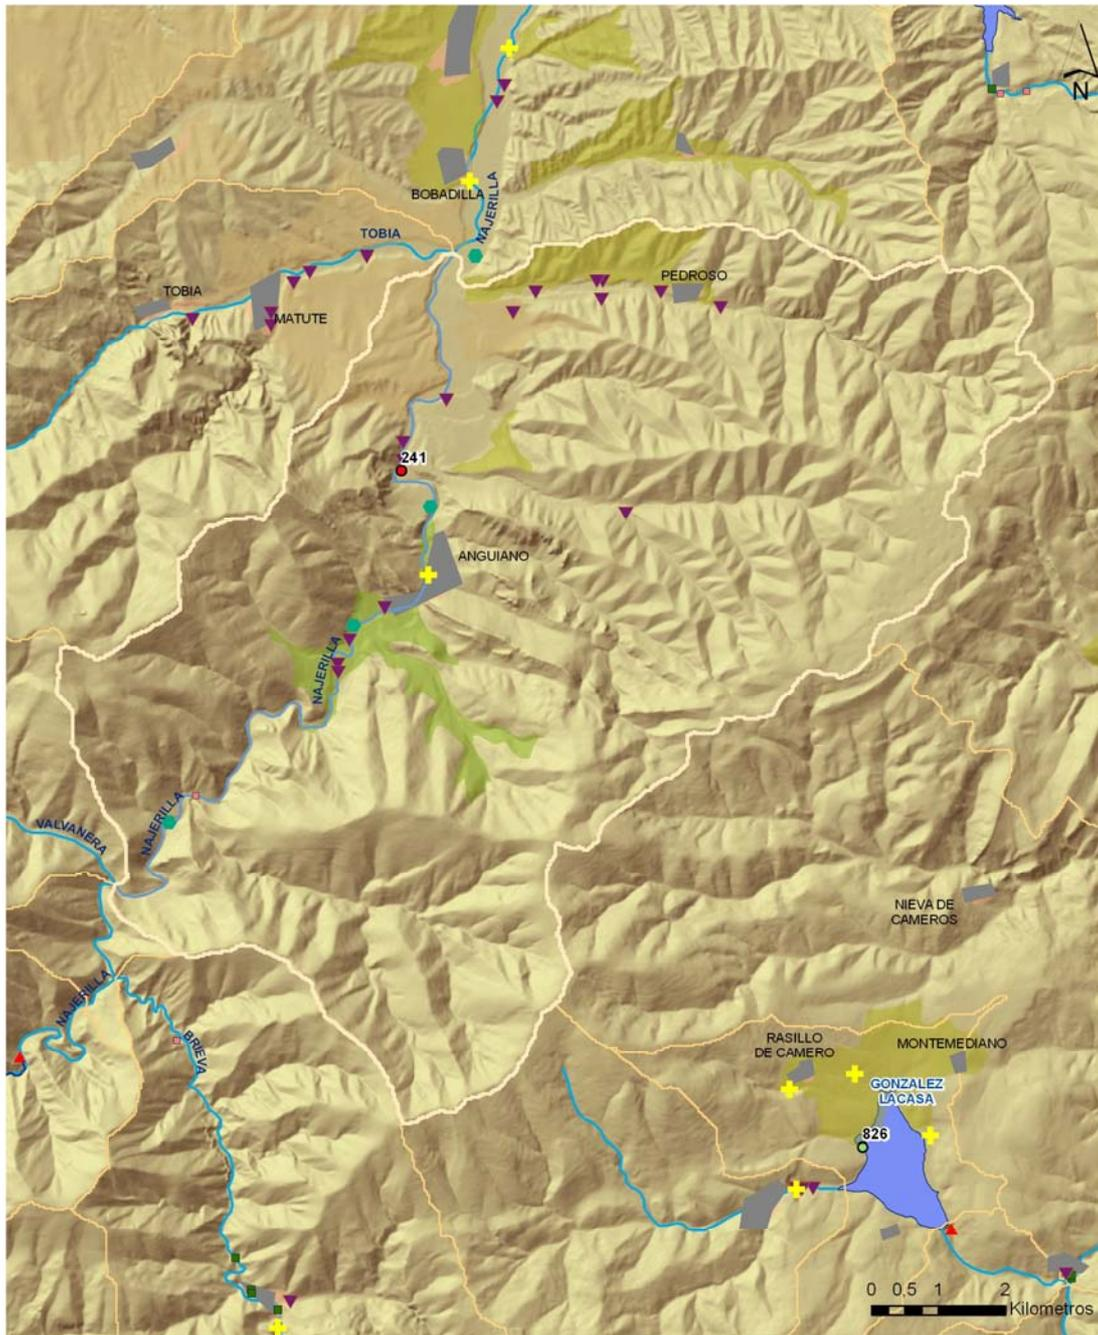 N
BOBADILLA
NAJERILLA
TOBIA
TOBIA
PEDROSO
MATUTE
241
ANGUIANO
NAJERILLA
NAJERILLA
VALVANERA
NIEVA DE
CAMEROS
NAJERILLA
BRIEVA
RASILLO
DE CAMERO
MONTEMEDIANO
GONZALEZ
LACASA
826
0 0,5 1 2
Kilometros